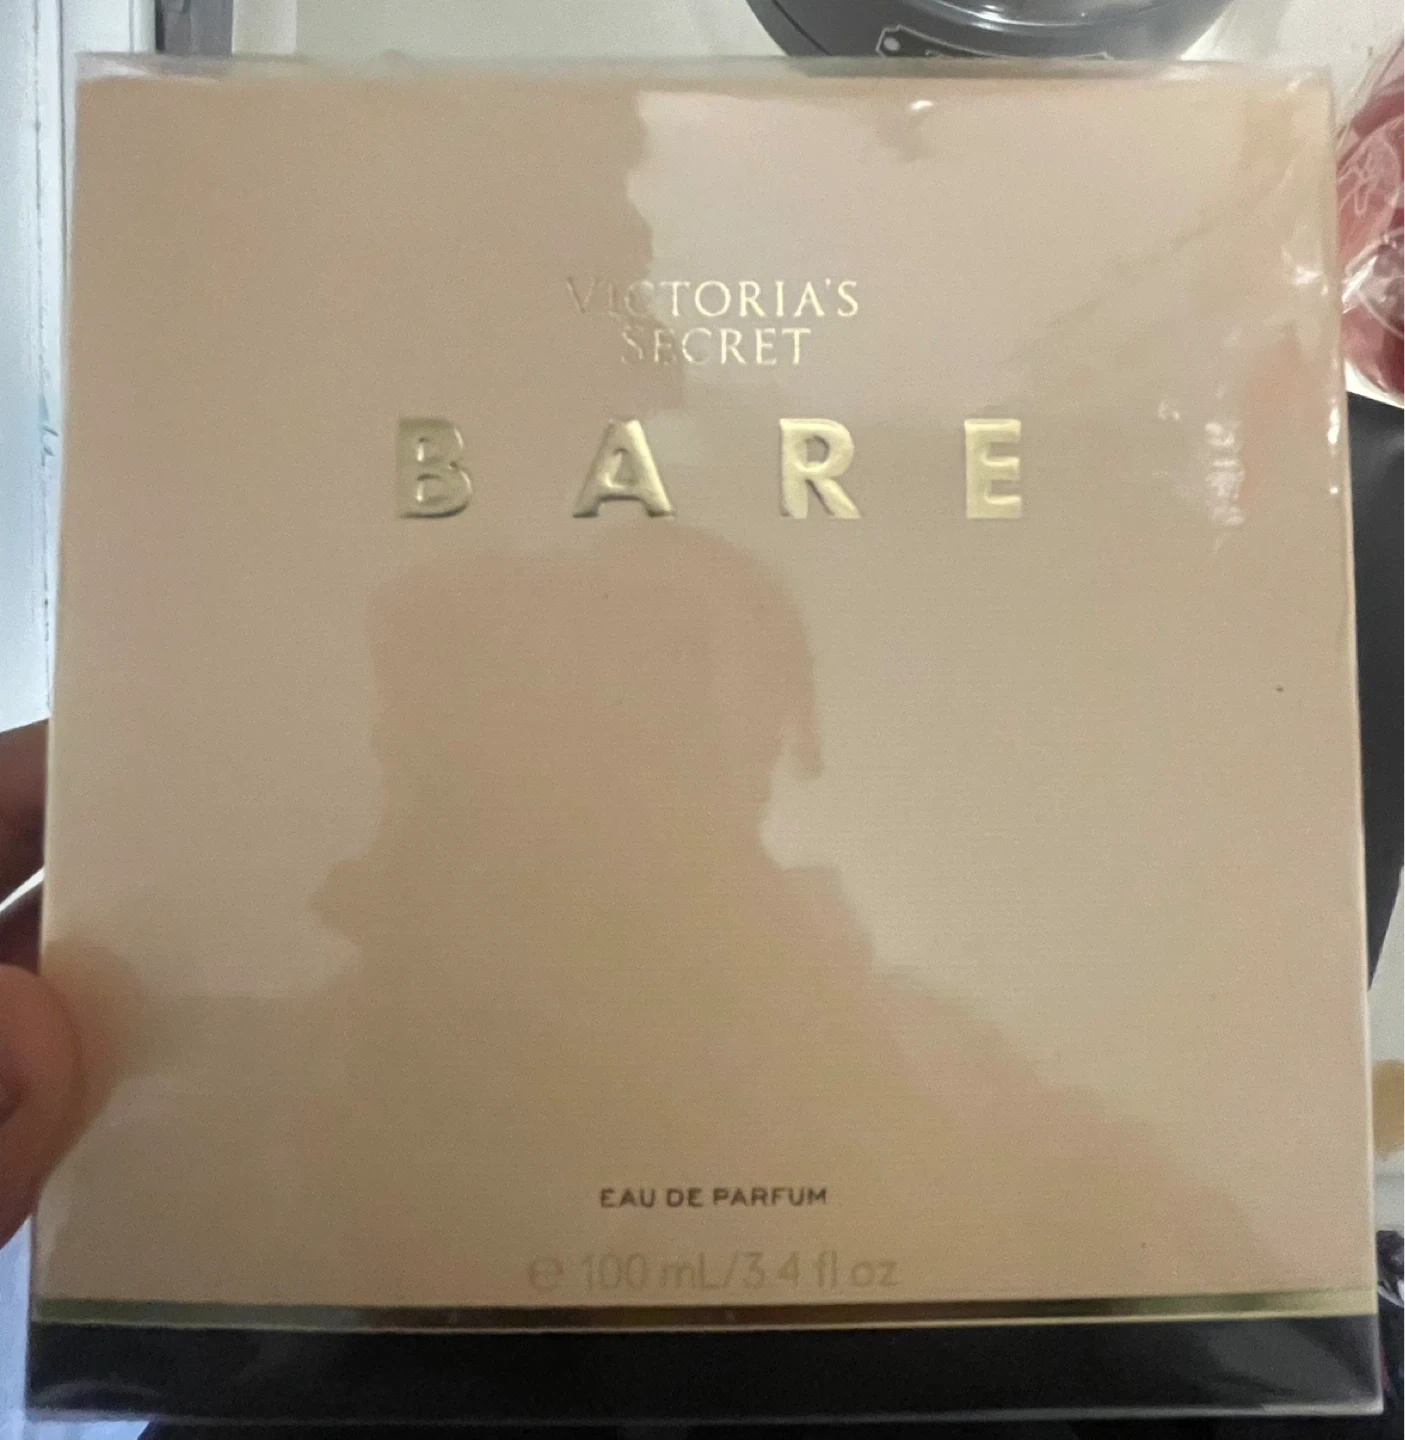 VICTORIA'S
SECRET
BARE
EAU DE PARFUM
℮ 100 mL/3.4 fl oz